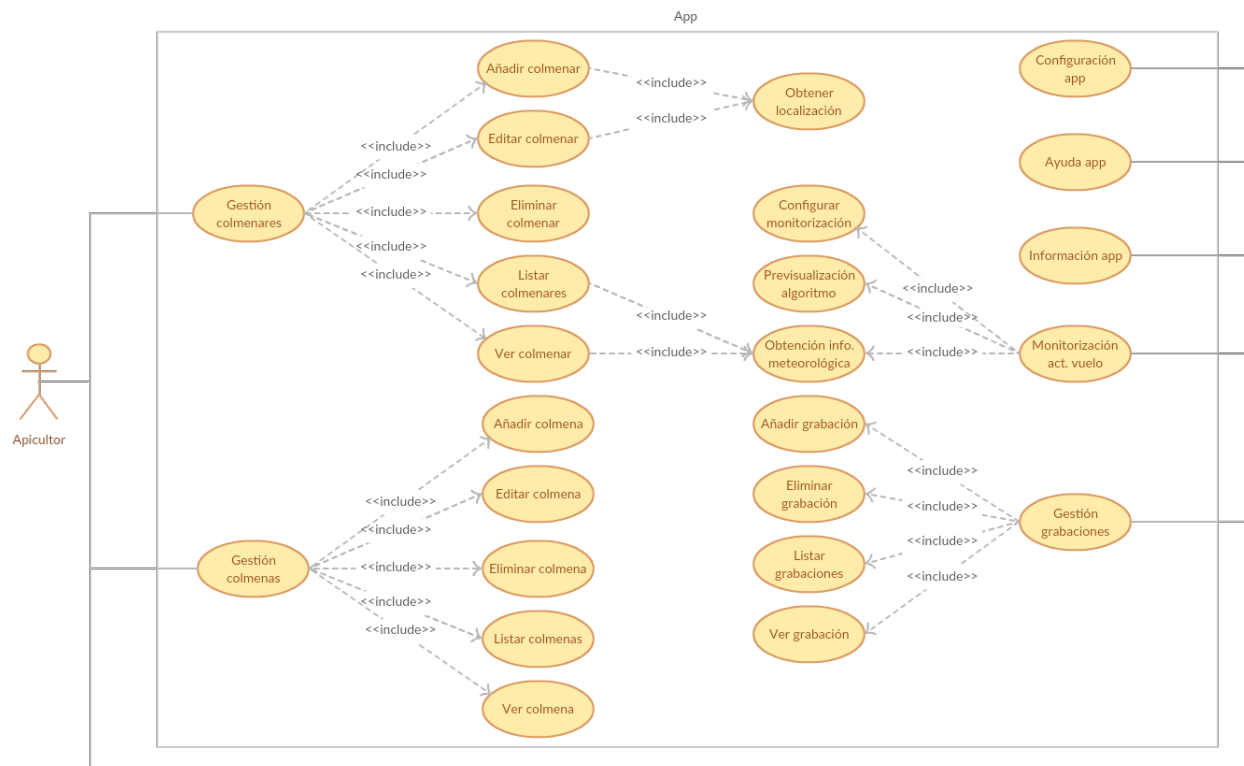 App
Añadir colmenar
<<include>>
Obtener
localización
Configuración
app
Editar colmenar
<<include>>
<<include>>
<<include>>
Ayuda app
Gestión
colmenares
<<include>>
Eliminar
colmenar
Configurar
monitorización
<<include>>
Listar
colmenares
<<include>>
Previsualización
algoritmo
<<include>>
Información app
<<include>>
<<include>>
Ver colmenar
<<include>>
Obtención info.
meteorológica
<<include>>
Monitorización
act. vuelo
Apicultor
Añadir colmena
Añadir grabación
<<include>>
<<include>>
Editar colmena
Eliminar
grabación
<<include>>
<<include>>
Gestión
grabaciones
<<include>>
Gestión
colmenas
<<include>>
Eliminar colmena
Listar
grabaciones
<<include>>
<<include>>
<<include>>
Listar colmenas
Ver grabación
Ver colmena